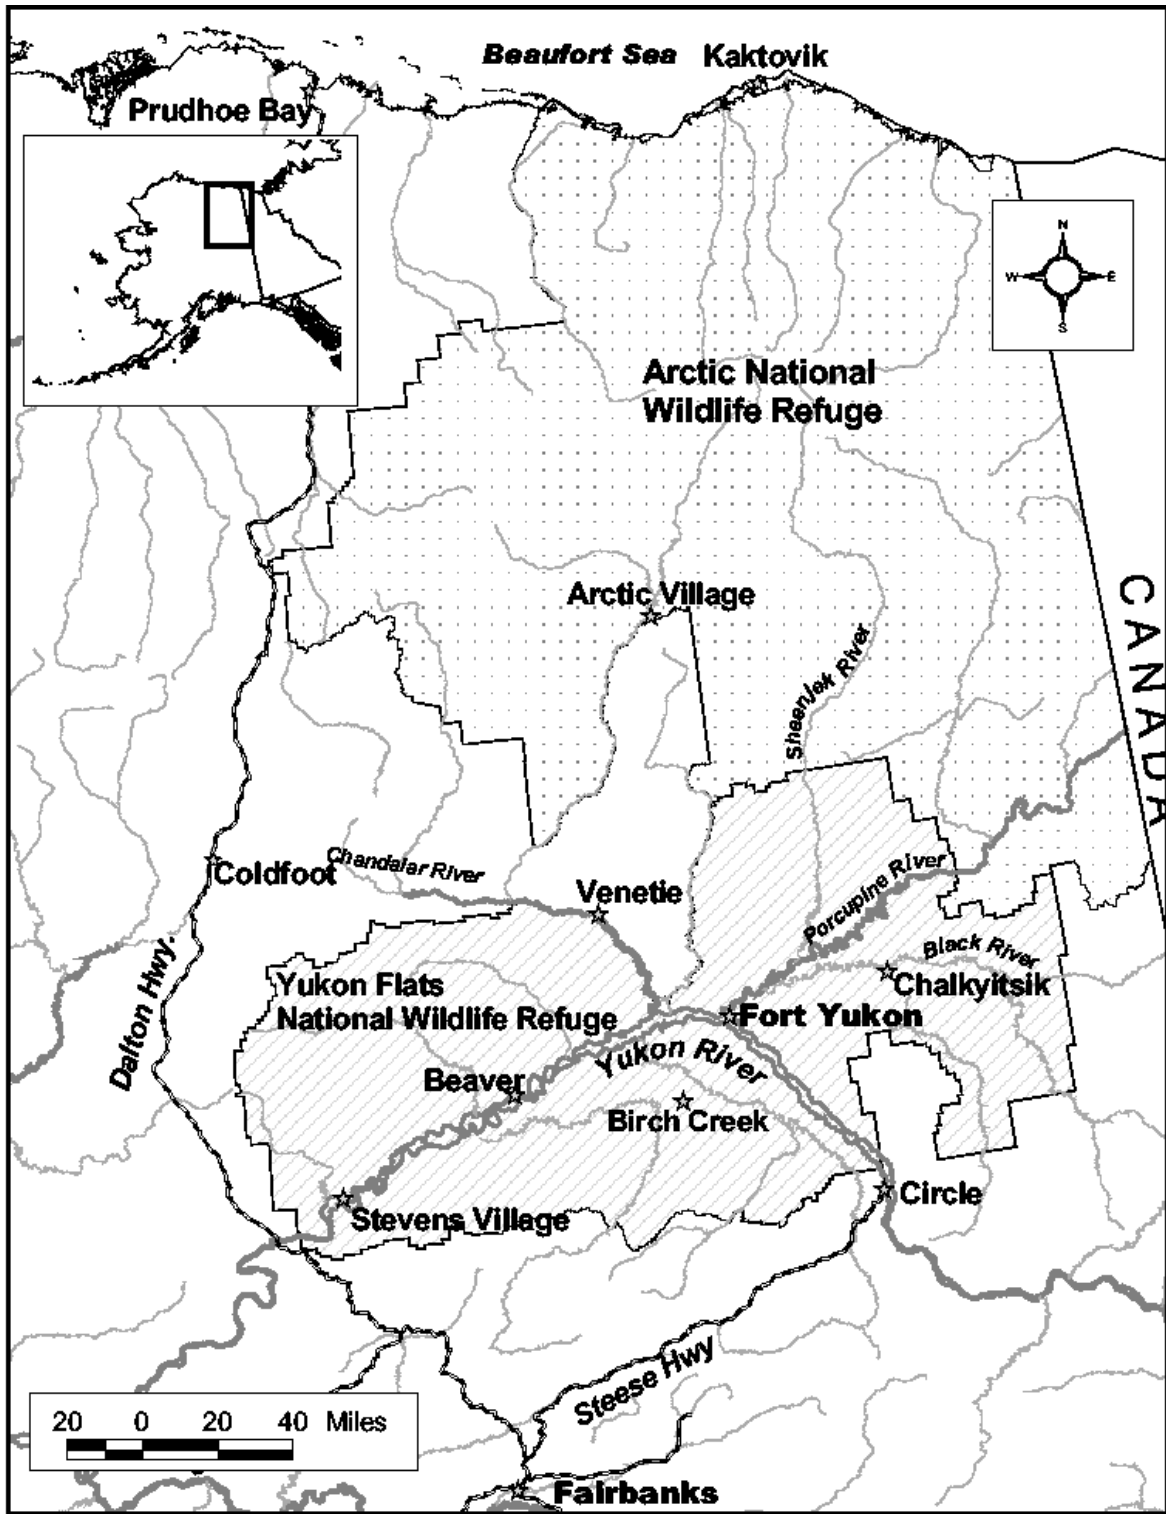 Beaufort Sea
Kaktovik
Prudhoe Bay
N
W E
S
Arctic National
Wildlife Refuge
Arctic Village
CANADA
Sheenjek River
Coldfoot
Chandalar River
Venetie
Porcupine River
Black River
Chalkyitsik
Yukon Flats
National Wildlife Refuge
Fort Yukon
Dalton Hwy.
Yukon River
Beaver
Birch Creek
Circle
Stevens Village
Steese Hwy
20 0 20 40 Miles
Fairbanks